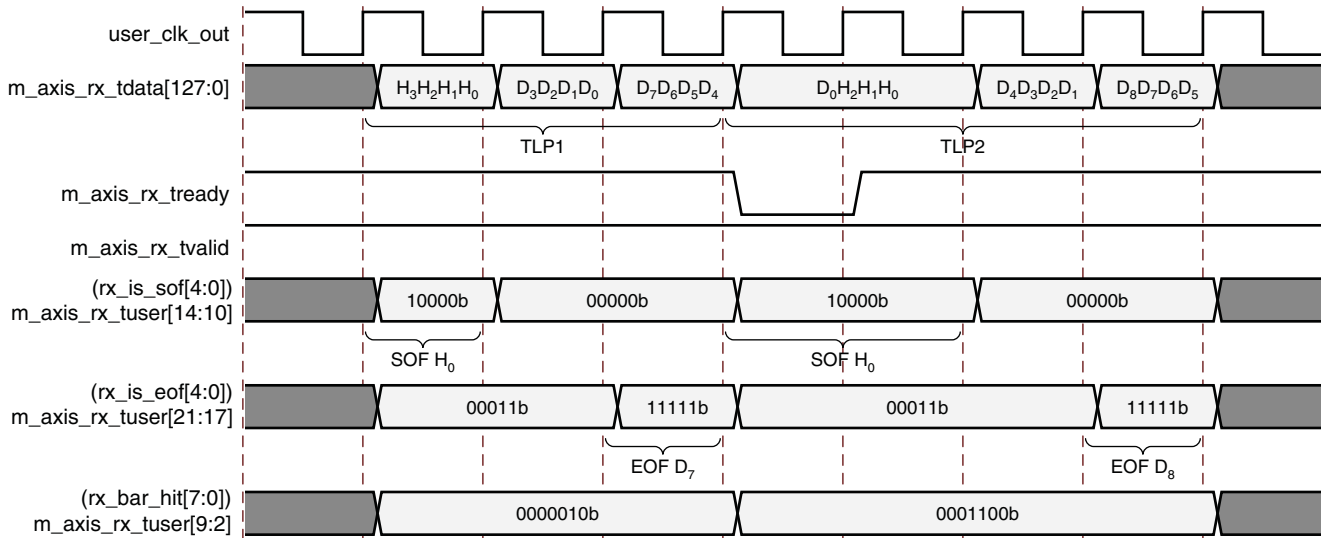 user_clk_out
m_axis_rx_tdata[127:0] H₃H₂H₁H₀ D₃D₂D₁D₀ D₇D₆D₅D₄ D₀H₂H₁H₀ D₄D₃D₂D₁ D₈D₇D₆D₅
TLP1 TLP2
m_axis_rx_tready
m_axis_rx_tvalid
(rx_is_sof[4:0])
m_axis_rx_tuser[14:10] 10000b 00000b 10000b 00000b
SOF H₀ SOF H₀
(rx_is_eof[4:0])
m_axis_rx_tuser[21:17] 00011b 11111b 00011b 11111b
EOF D₇ EOF D₈
(rx_bar_hit[7:0])
m_axis_rx_tuser[9:2] 0000010b 0001100b